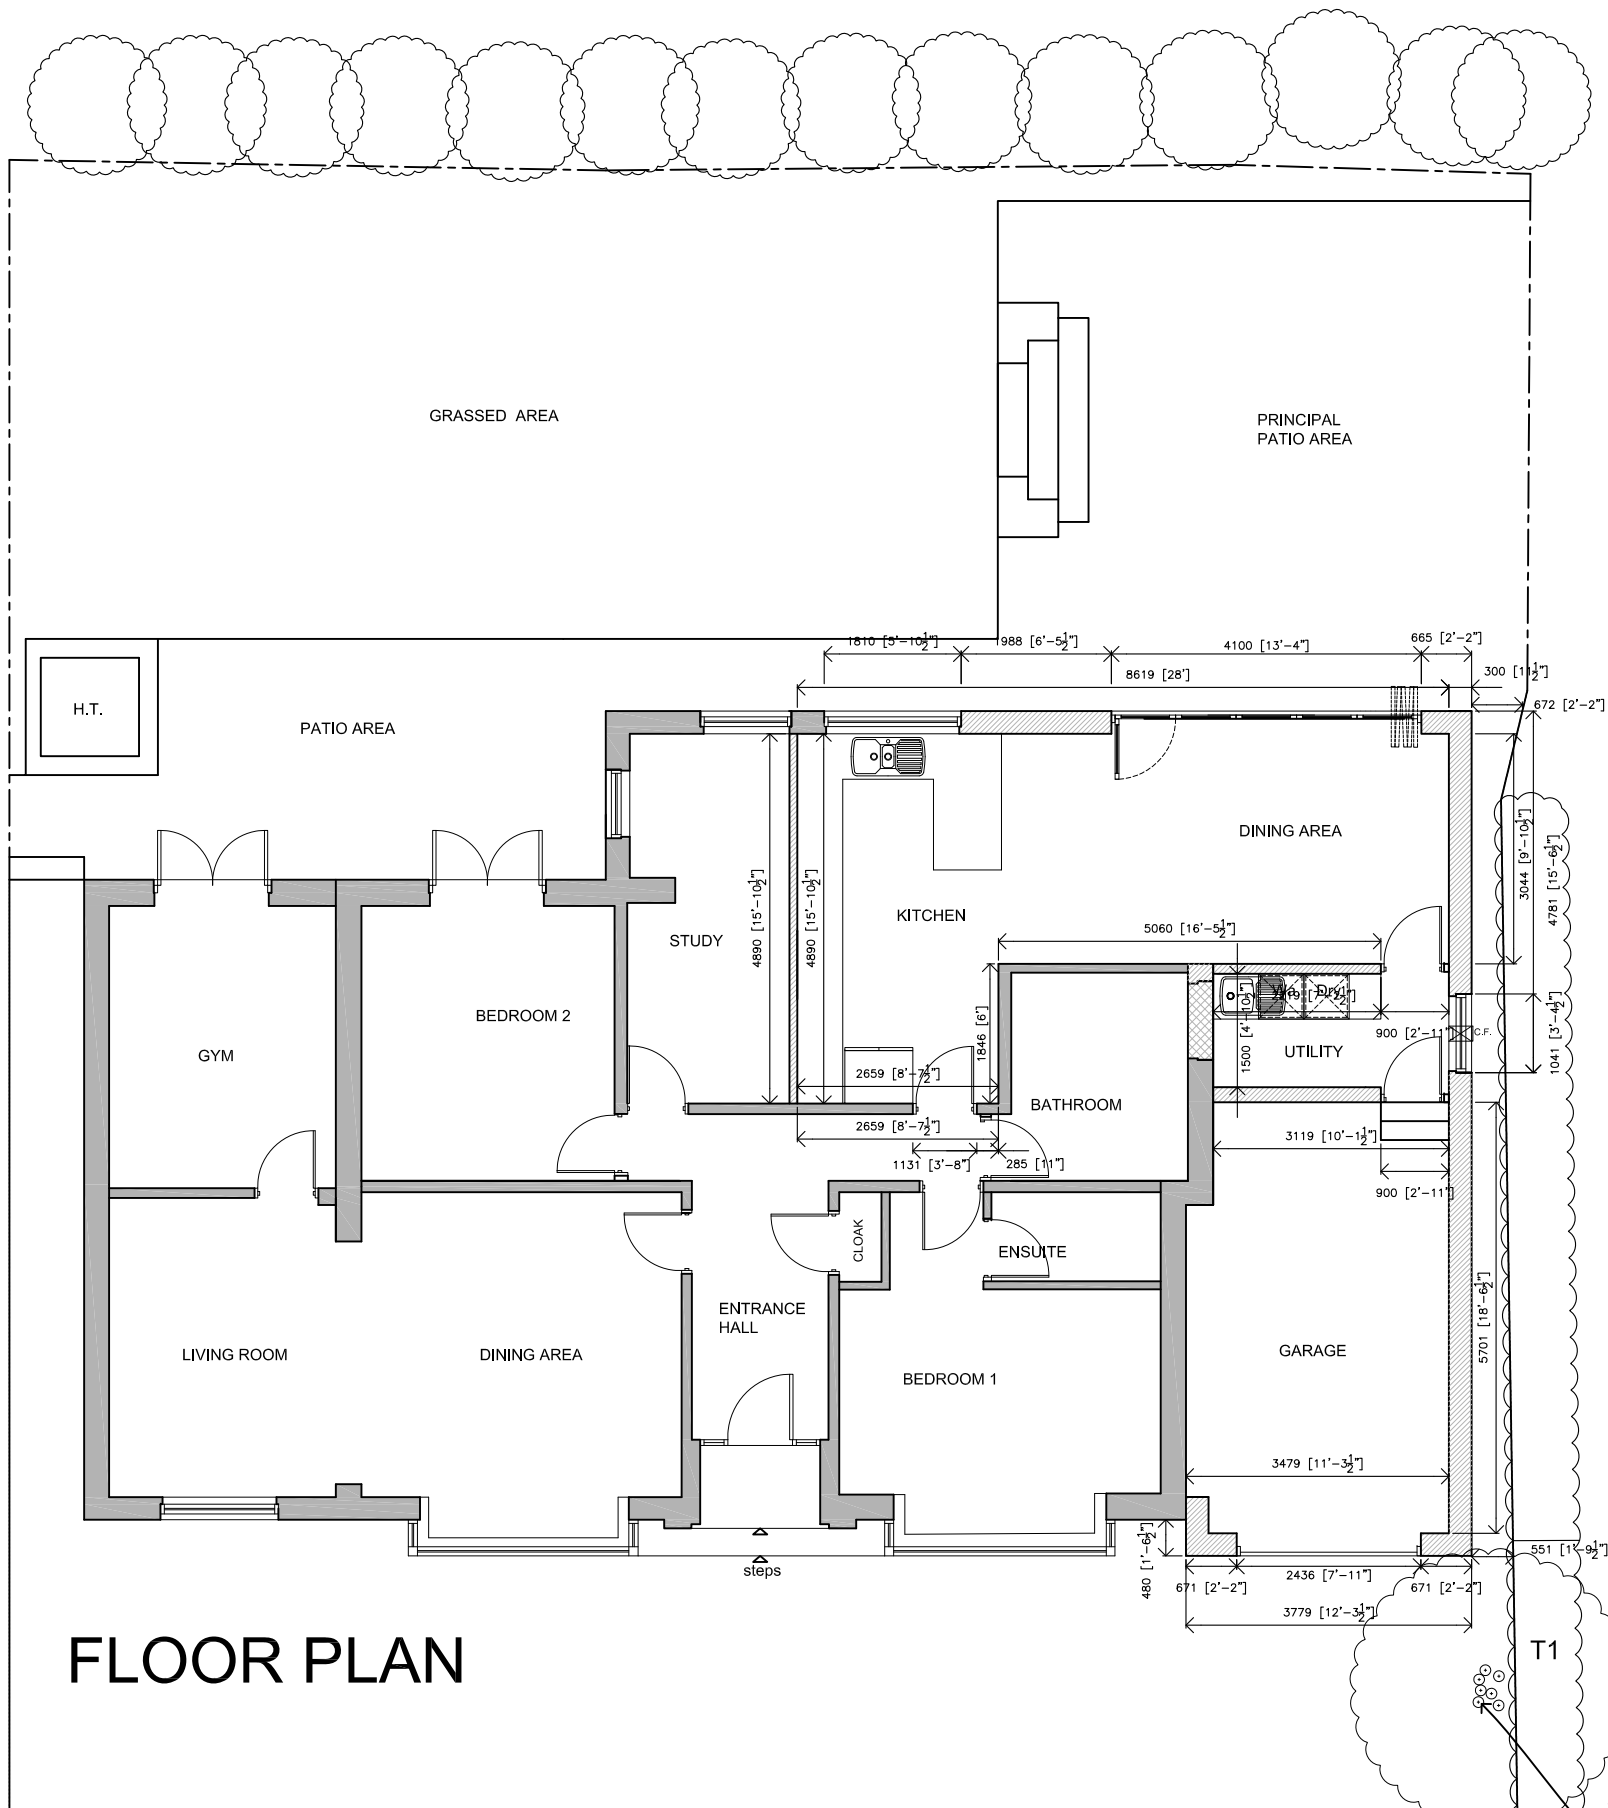 GRASSED AREA
PRINCIPAL
PATIO AREA
1810 [5'-10½"]
1988 [6'-5½"]
4100 [13'-4"]
665 [2'-2"]
8619 [28']
300 [11½"]
672 [2'-2"]
H.T.
PATIO AREA
DINING AREA
4890 [15'-10½"]
4890 [15'-10½"]
3044 [9'-10½"]
4781 [15'-6½"]
KITCHEN
STUDY
5060 [16'-5½"]
BEDROOM 2
GYM
1846 [6']
1500 [4'-10½"]
900 [2'-11"]
C.F.
UTILITY
1041 [3'-4½"]
2659 [8'-7½"]
BATHROOM
2659 [8'-7½"]
3119 [10'-1½"]
1131 [3'-8"]
285 [11"]
900 [2'-11"]
CLOAK
ENSUITE
ENTRANCE
HALL
LIVING ROOM
DINING AREA
BEDROOM 1
GARAGE
5701 [18'-6½"]
3479 [11'-3½"]
480 [1'-6½"]
551 [1'-9½"]
steps
671 [2'-2"]
2436 [7'-11"]
671 [2'-2"]
3779 [12'-3½"]
FLOOR PLAN
T1